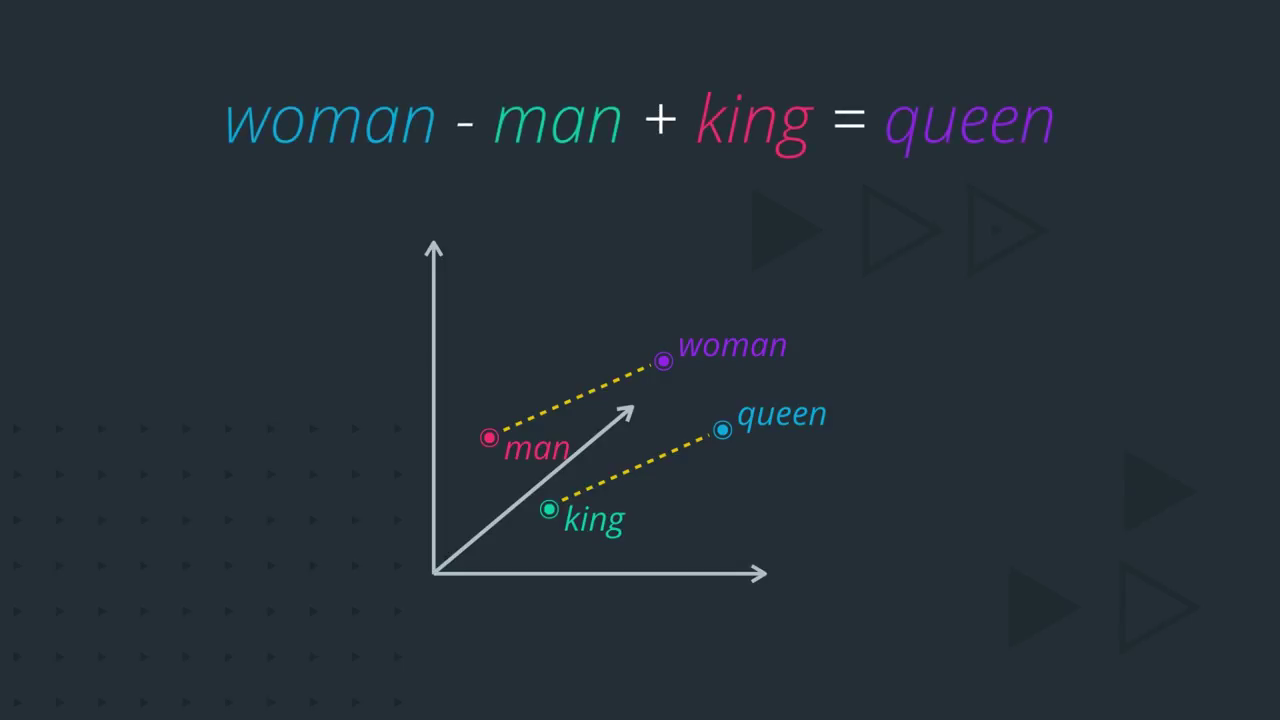 woman - man + king = queen
woman
queen
man
king